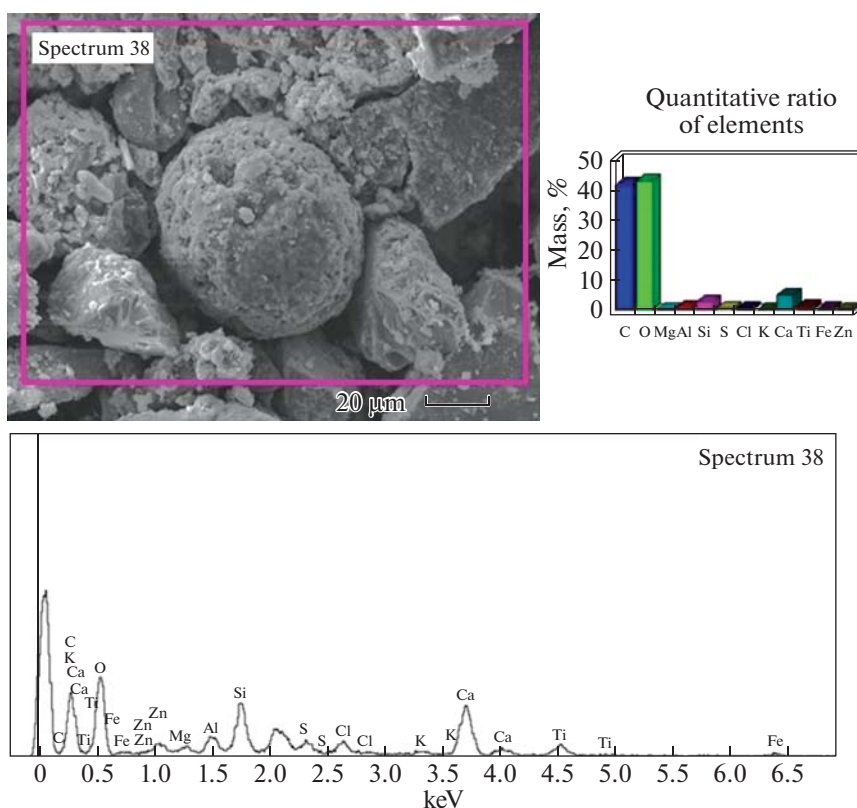 Spectrum 38
20 μm
Quantitative ratio
of elements
Mass, %
50
40
30
20
10
0
C O Mg Al Si S Cl K Ca Ti Fe Zn
Spectrum 38
C
K
Ca
Ca
Ti
C
Ti
O
Fe
Fe
Zn
Zn
Zn
Mg
Al
Si
S
S
Cl
Cl
K
K
Ca
Ca
Ti
Ti
Fe
0 0.5 1.0 1.5 2.0 2.5 3.0 3.5 4.0 4.5 5.0 5.5 6.0 6.5
keV